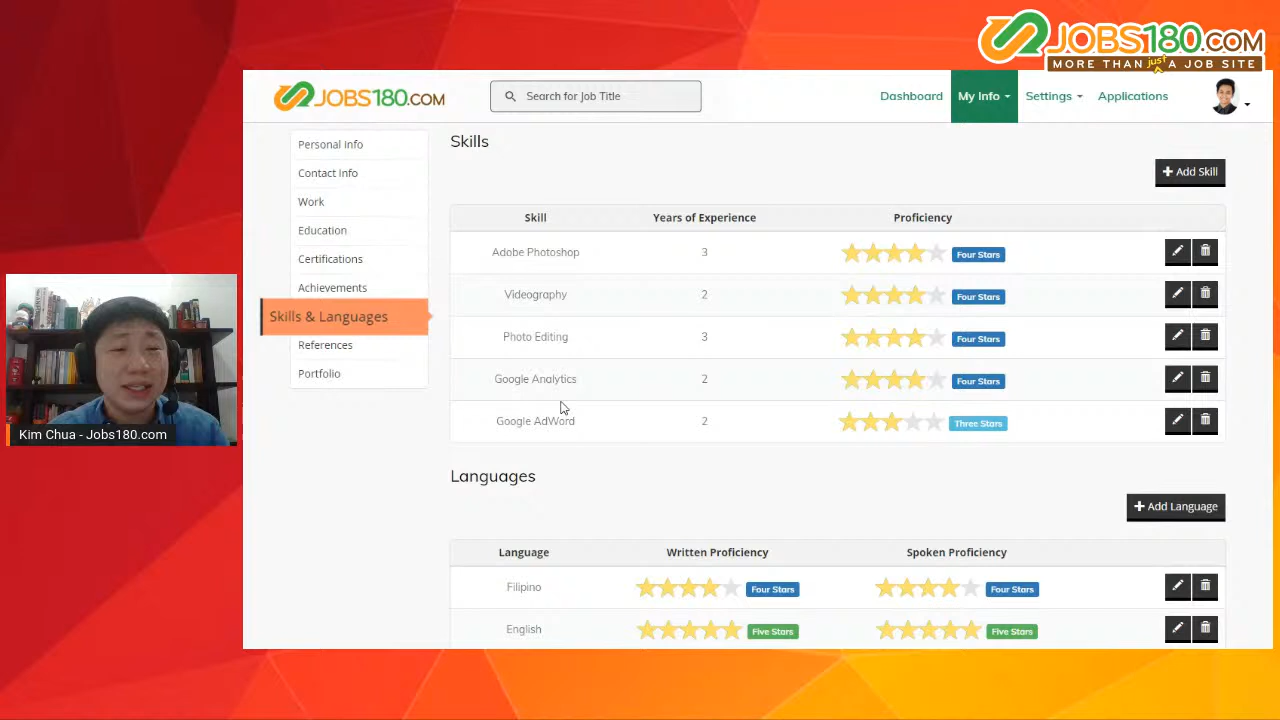 JOBS180.COM
MORE THAN just A JOB SITE
JOBS180.COM
Search for Job Title
Dashboard
My Info
Settings
Applications
Personal Info
Contact Info
Work
Education
Certifications
Achievements
Skills & Languages
References
Portfolio
Skills
Add Skill
Skill Years of Experience Proficiency
Adobe Photoshop 3 Four Stars
Videography 2 Four Stars
Photo Editing 3 Four Stars
Google Analytics 2 Four Stars
Google AdWord 2 Three Stars
Languages
Add Language
Language Written Proficiency Spoken Proficiency
Filipino Four Stars Four Stars
English Five Stars Five Stars
Kim Chua - Jobs180.com